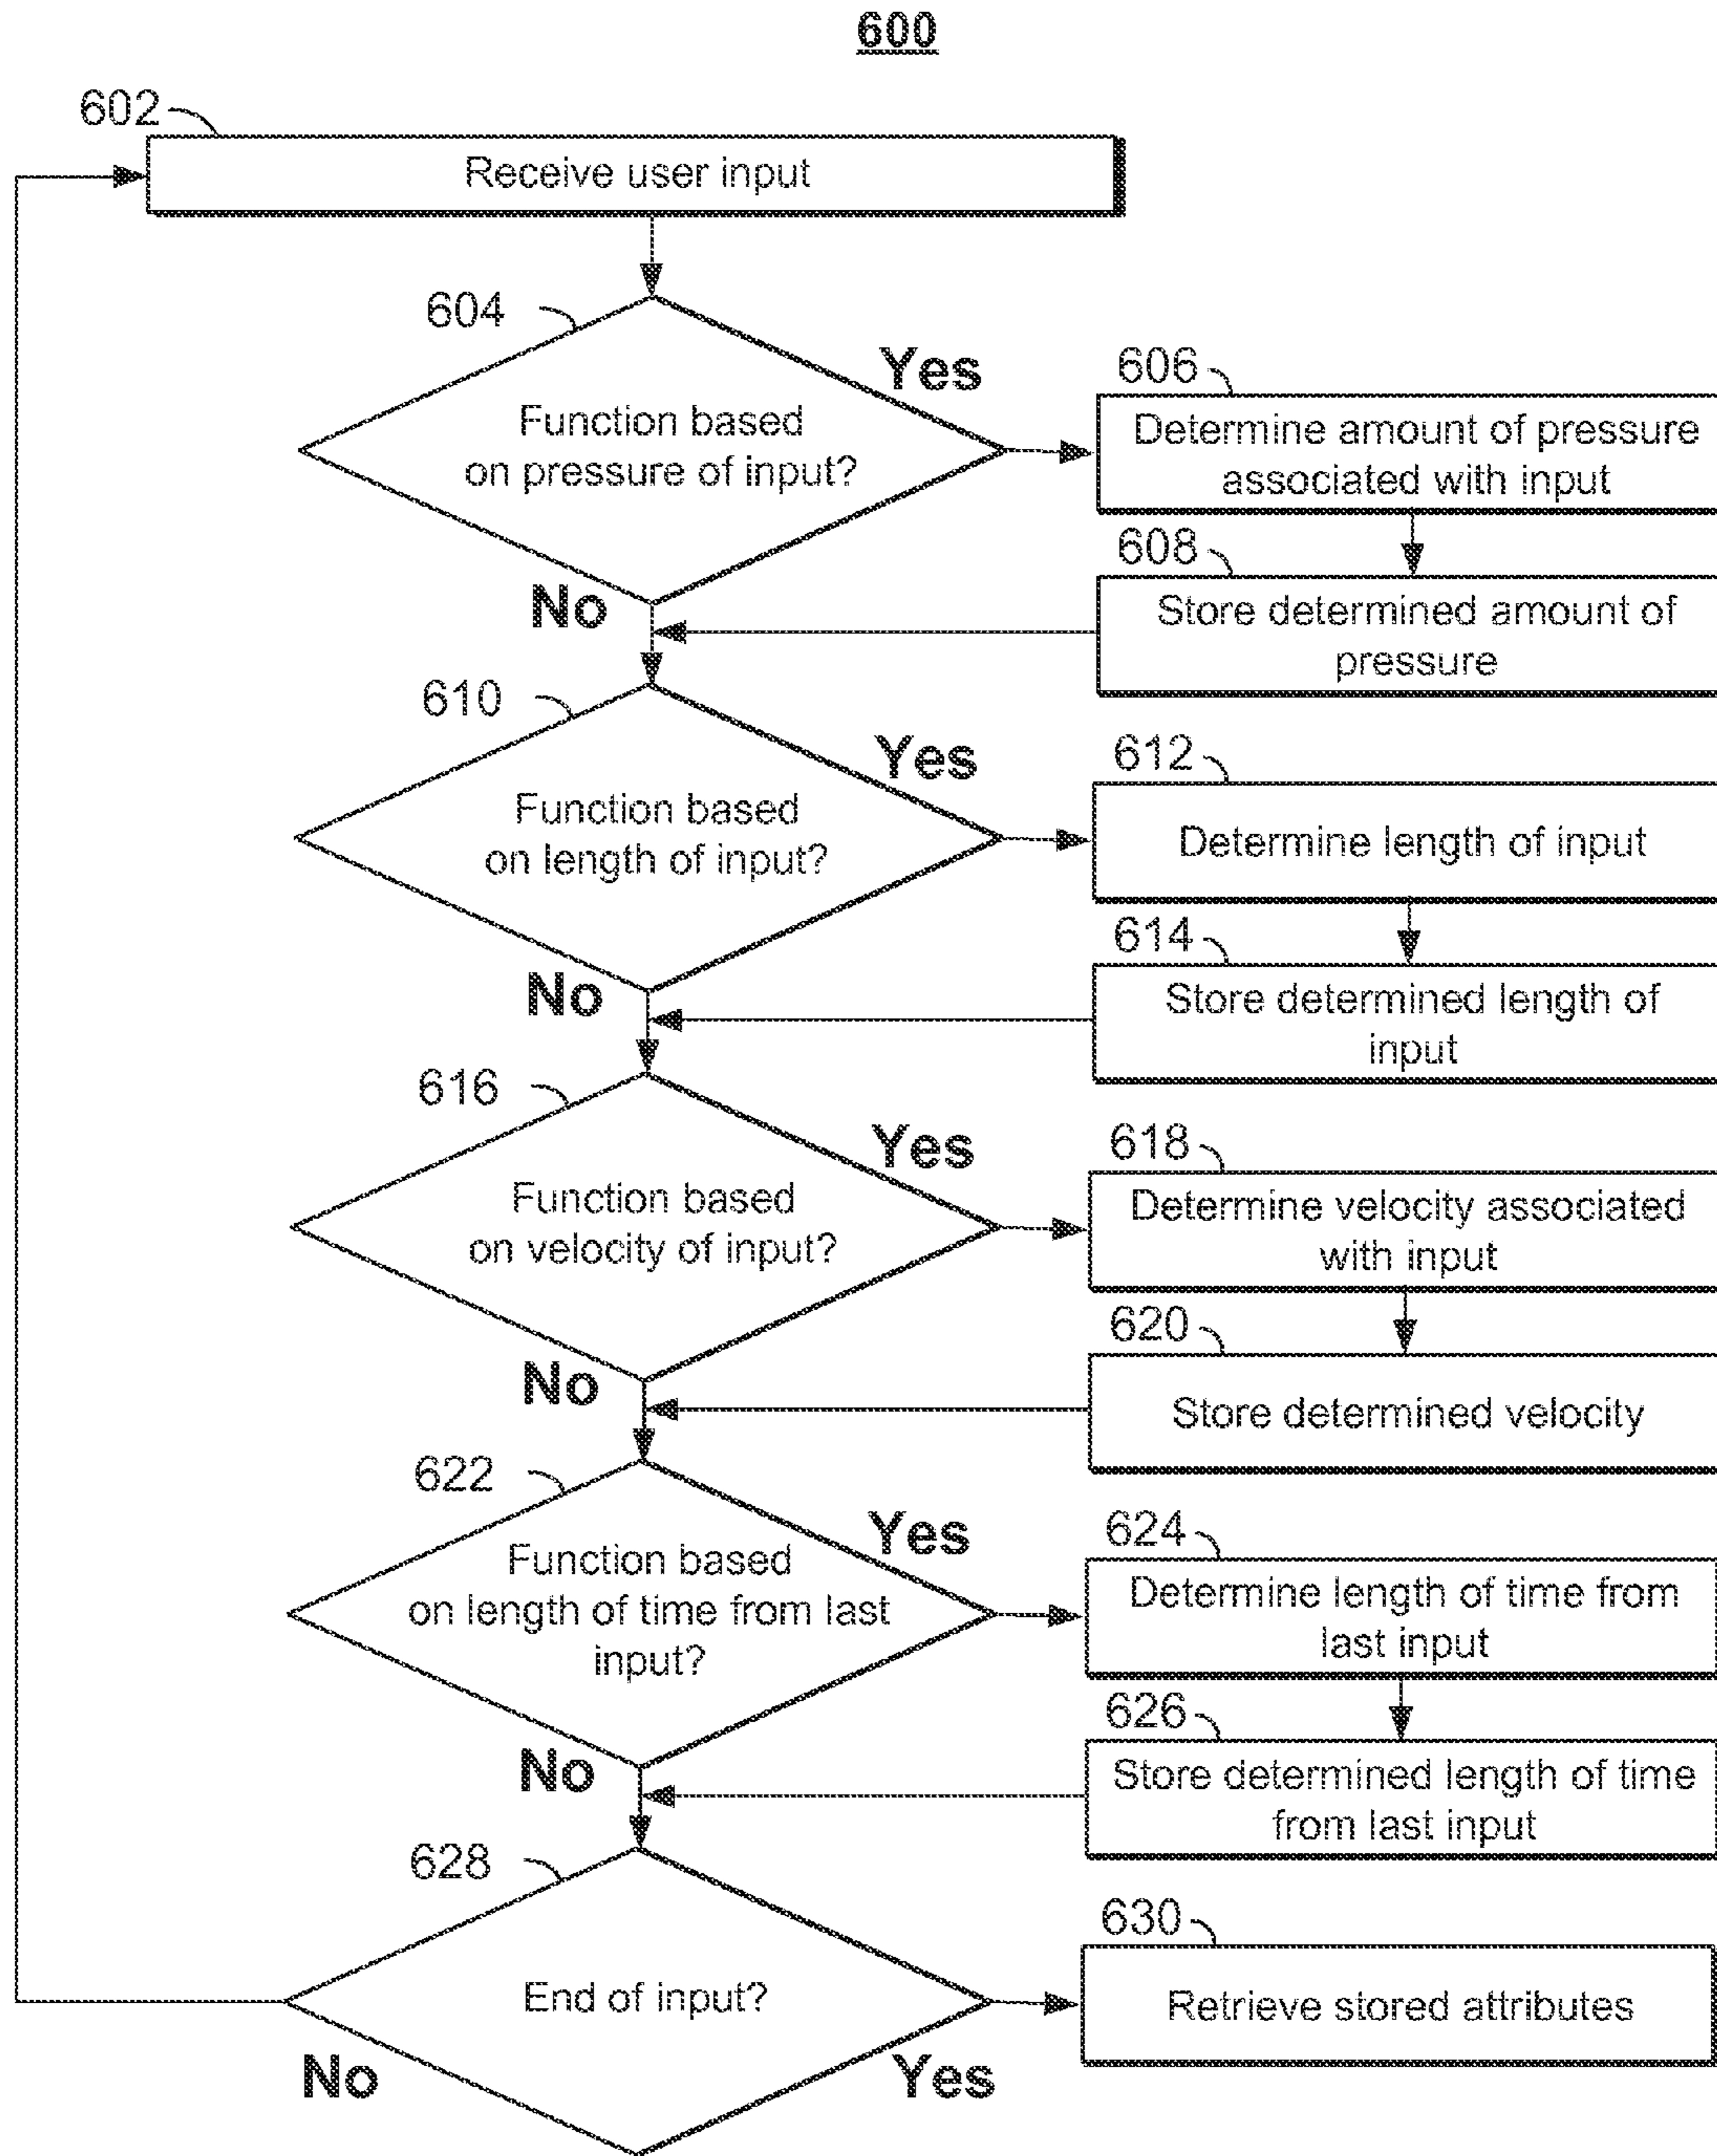 600
602
Receive user input
604
Yes
Function based
on pressure of input?
No
606
Determine amount of pressure
associated with input
608
Store determined amount of
pressure
610
Yes
Function based
on length of input?
No
612
Determine length of input
614
Store determined length of
input
616
Yes
Function based
on velocity of input?
No
618
Determine velocity associated
with input
620
Store determined velocity
622
Yes
Function based
on length of time from last
input?
No
624
Determine length of time from
last input
626
Store determined length of time
from last input
628
End of input?
No
Yes
630
Retrieve stored attributes